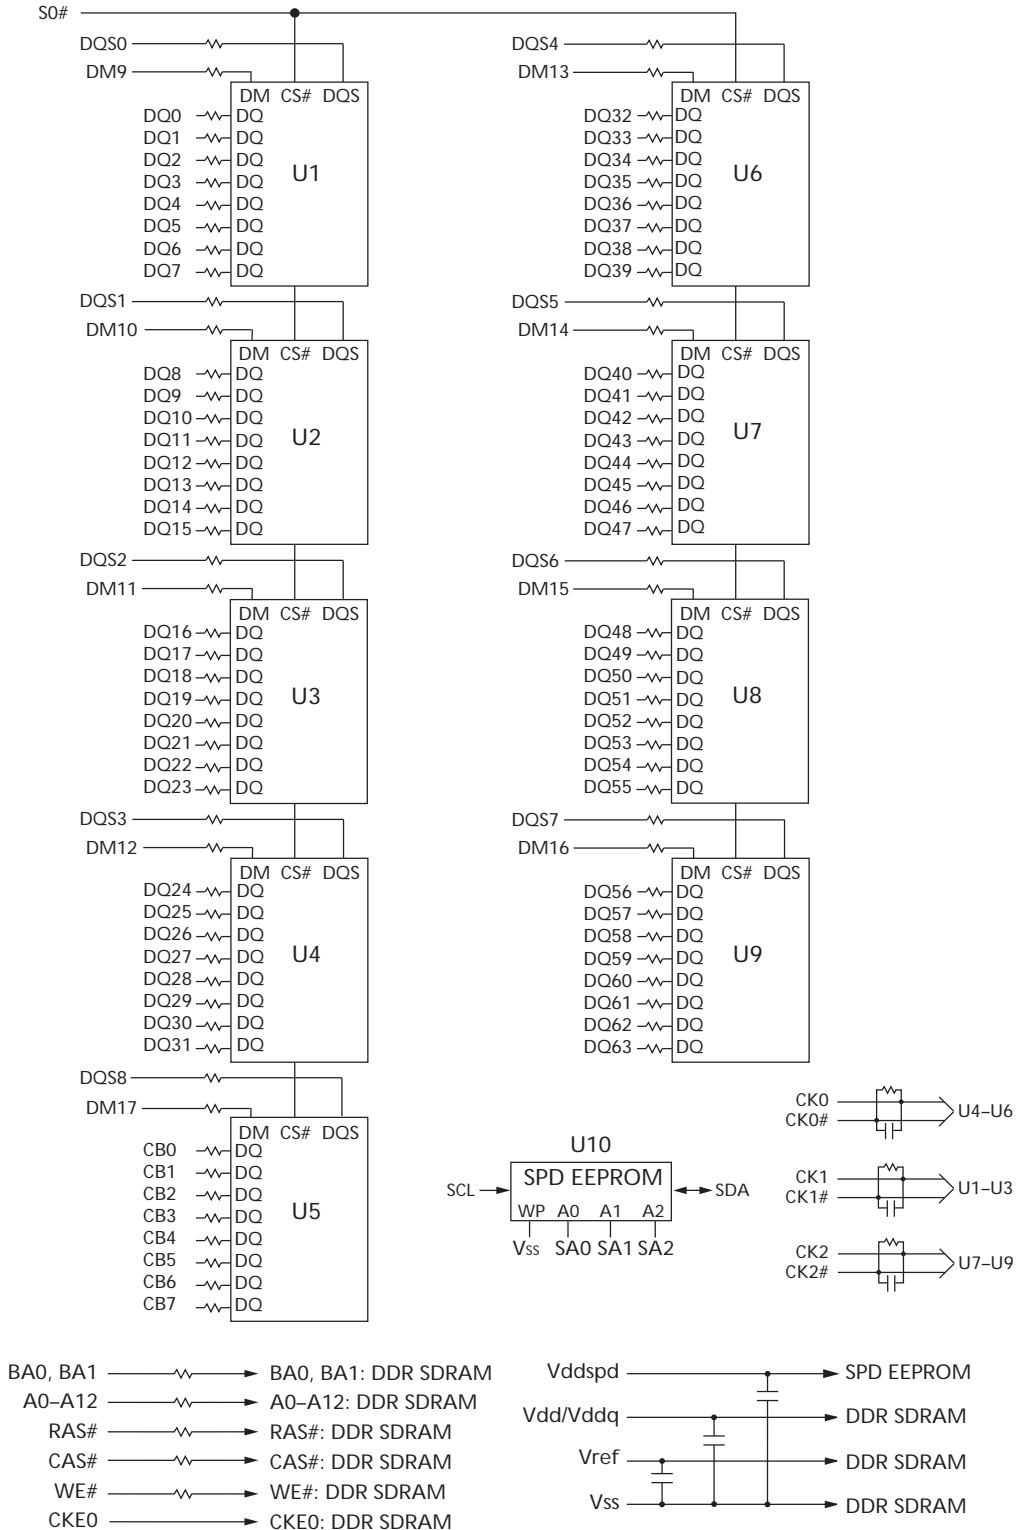 S0#
DQS0
DM9
DM CS# DQS
DQ0 DQ
DQ1 DQ
DQ2 DQ
DQ3 DQ
DQ4 DQ
DQ5 DQ
DQ6 DQ
DQ7 DQ
U1
DQS1
DM10
DM CS# DQS
DQ8 DQ
DQ9 DQ
DQ10 DQ
DQ11 DQ
DQ12 DQ
DQ13 DQ
DQ14 DQ
DQ15 DQ
U2
DQS2
DM11
DM CS# DQS
DQ16 DQ
DQ17 DQ
DQ18 DQ
DQ19 DQ
DQ20 DQ
DQ21 DQ
DQ22 DQ
DQ23 DQ
U3
DQS3
DM12
DM CS# DQS
DQ24 DQ
DQ25 DQ
DQ26 DQ
DQ27 DQ
DQ28 DQ
DQ29 DQ
DQ30 DQ
DQ31 DQ
U4
DQS8
DM17
DM CS# DQS
CB0 DQ
CB1 DQ
CB2 DQ
CB3 DQ
CB4 DQ
CB5 DQ
CB6 DQ
CB7 DQ
U5
DQS4
DM13
DM CS# DQS
DQ32 DQ
DQ33 DQ
DQ34 DQ
DQ35 DQ
DQ36 DQ
DQ37 DQ
DQ38 DQ
DQ39 DQ
U6
DQS5
DM14
DM CS# DQS
DQ40 DQ
DQ41 DQ
DQ42 DQ
DQ43 DQ
DQ44 DQ
DQ45 DQ
DQ46 DQ
DQ47 DQ
U7
DQS6
DM15
DM CS# DQS
DQ48 DQ
DQ49 DQ
DQ50 DQ
DQ51 DQ
DQ52 DQ
DQ53 DQ
DQ54 DQ
DQ55 DQ
U8
DQS7
DM16
DM CS# DQS
DQ56 DQ
DQ57 DQ
DQ58 DQ
DQ59 DQ
DQ60 DQ
DQ61 DQ
DQ62 DQ
DQ63 DQ
U9
U10
SPD EEPROM
SCL
SDA
WP A0 A1 A2
Vss SA0 SA1 SA2
CK0
CK0#
U4–U6
CK1
CK1#
U1–U3
CK2
CK2#
U7–U9
BA0, BA1 BA0, BA1: DDR SDRAM
A0–A12 A0–A12: DDR SDRAM
RAS# RAS#: DDR SDRAM
CAS# CAS#: DDR SDRAM
WE# WE#: DDR SDRAM
CKE0 CKE0: DDR SDRAM
Vddspd SPD EEPROM
Vdd/Vddq DDR SDRAM
Vref DDR SDRAM
Vss DDR SDRAM